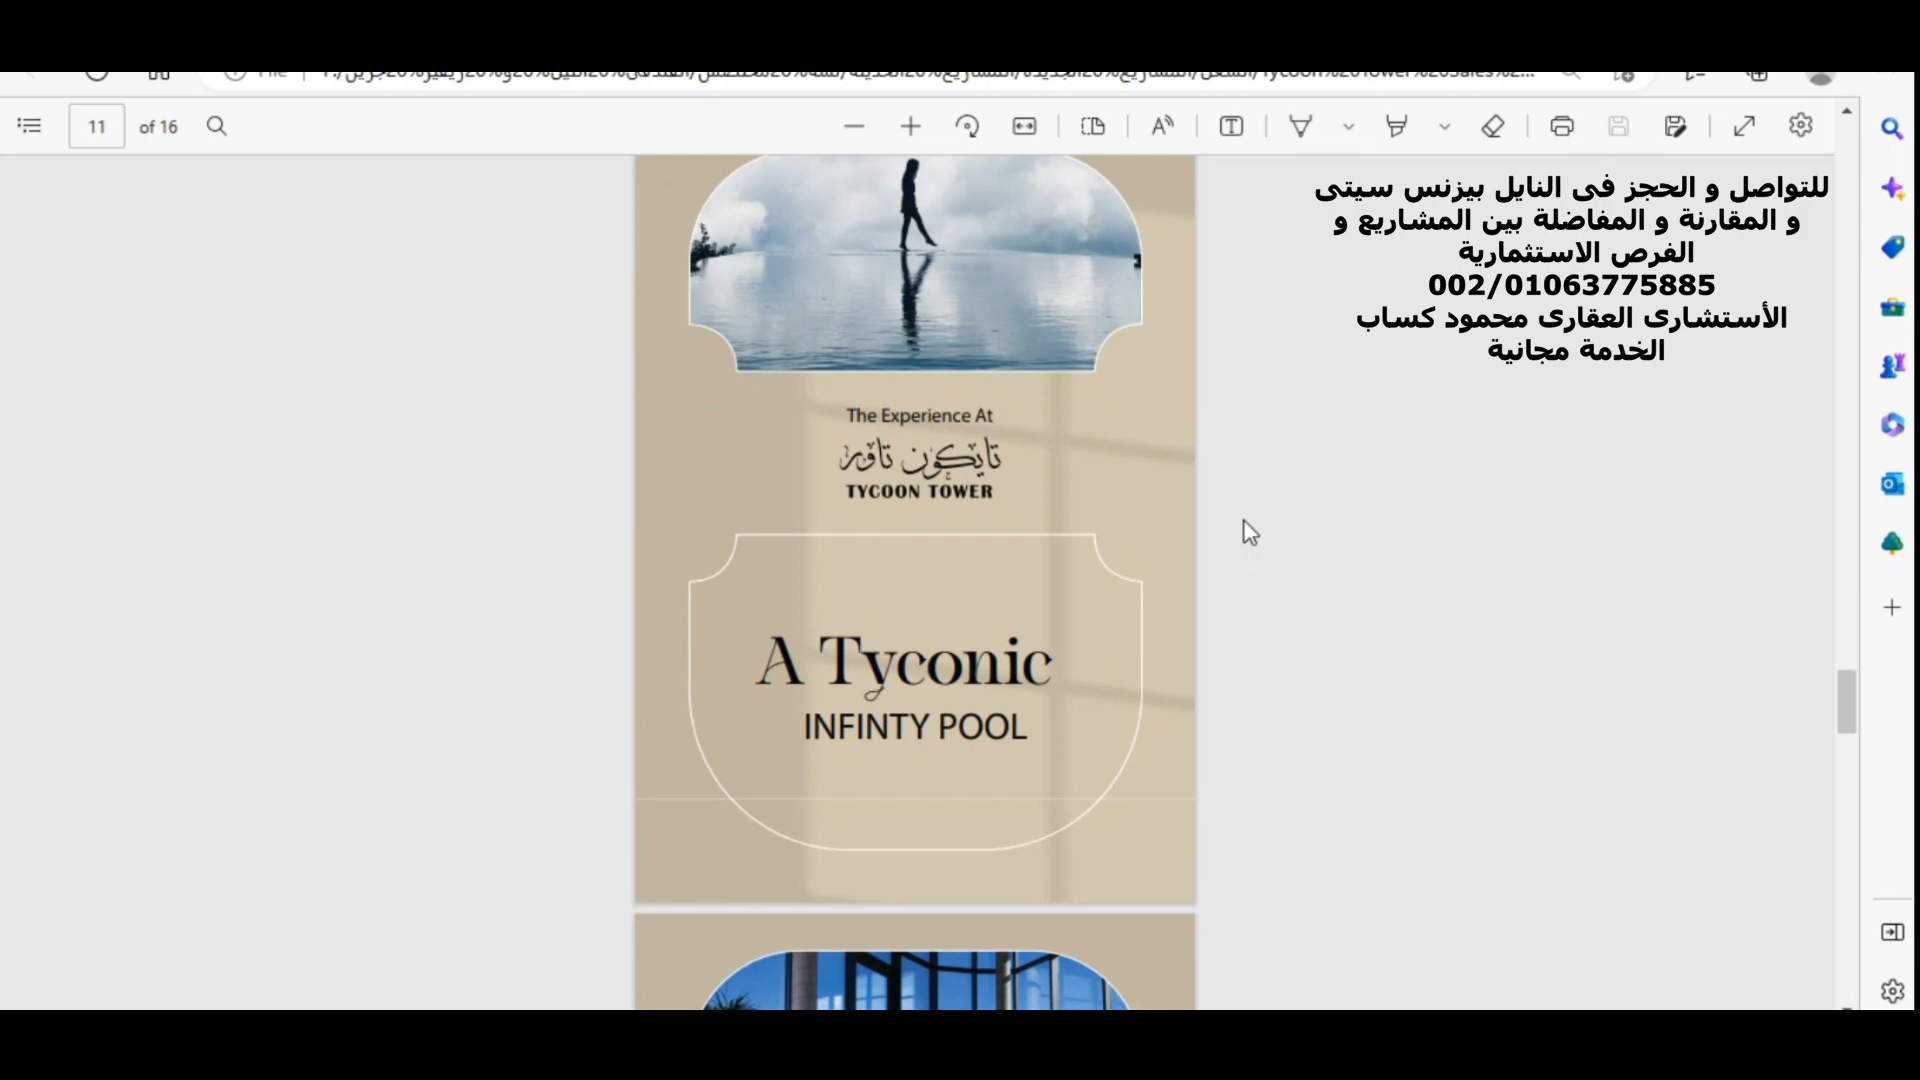 11 of 16
للتواصل و الحجز فى النايل بيزنس سيتى
و المقارنة و المفاضلة بين المشاريع و
الفرص الاستثمارية
002/01063775885
الأستشارى العقارى محمود كساب
الخدمة مجانية
The Experience At
تايكون تاور
TYCOON TOWER
A Tyconic
INFINTY POOL